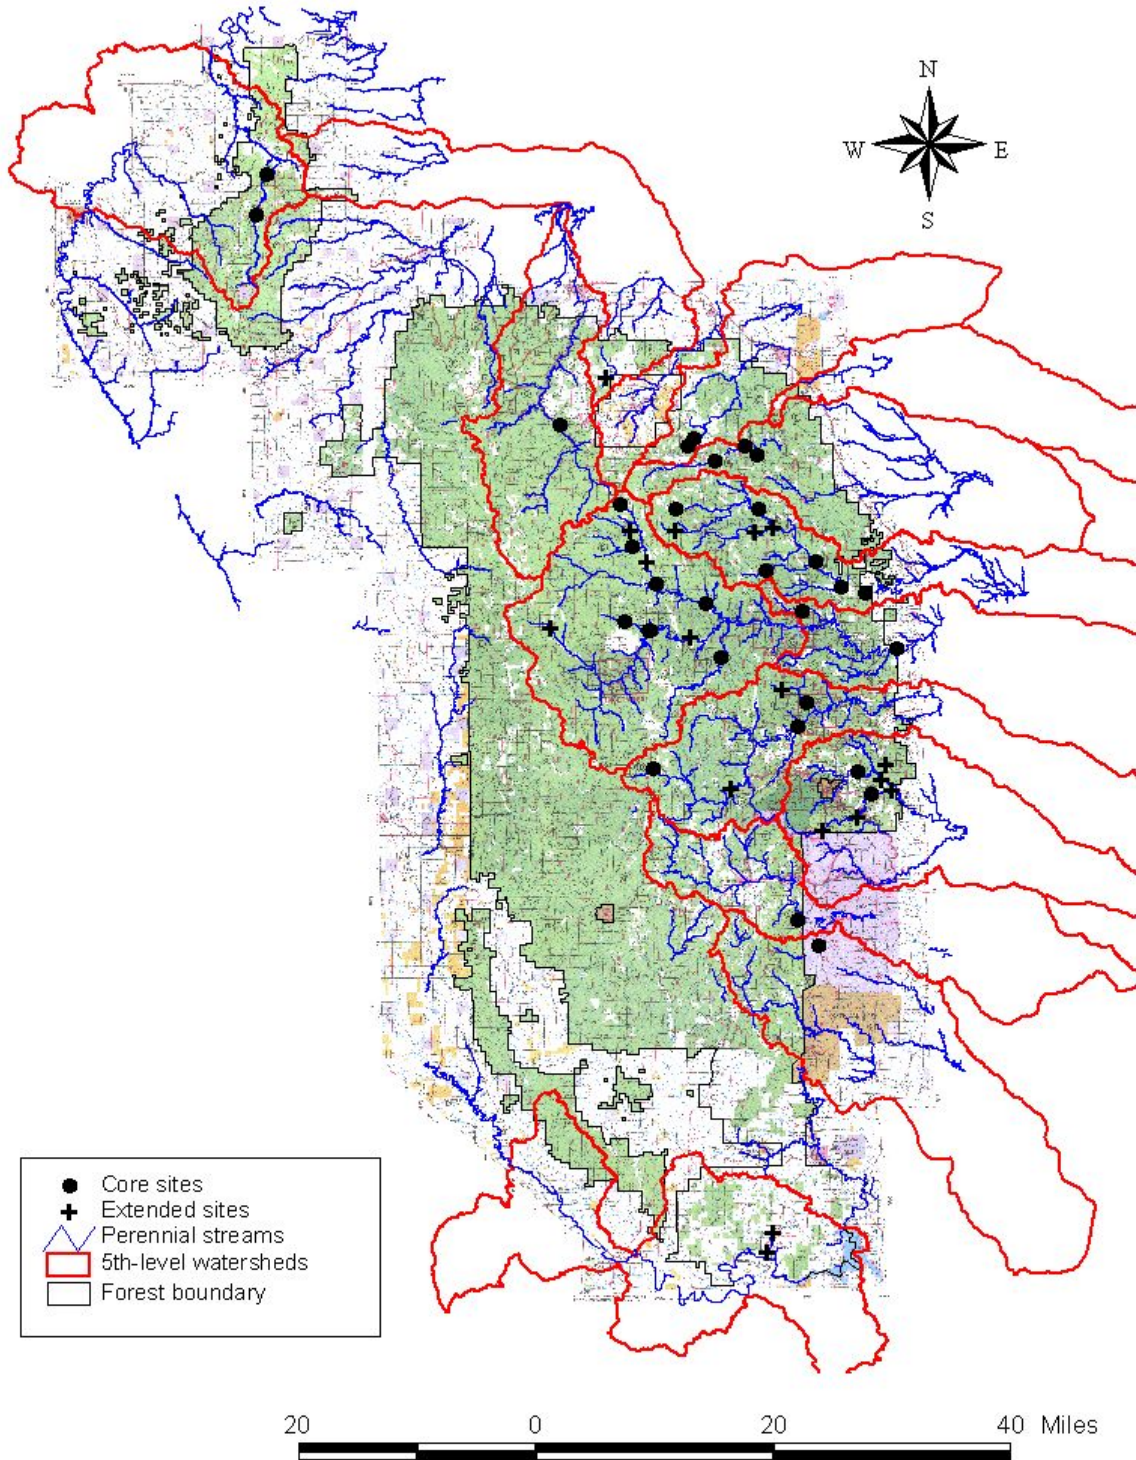 N
W E
S
Core sites
Extended sites
Perennial streams
5th-level watersheds
Forest boundary
20 0 20 40 Miles